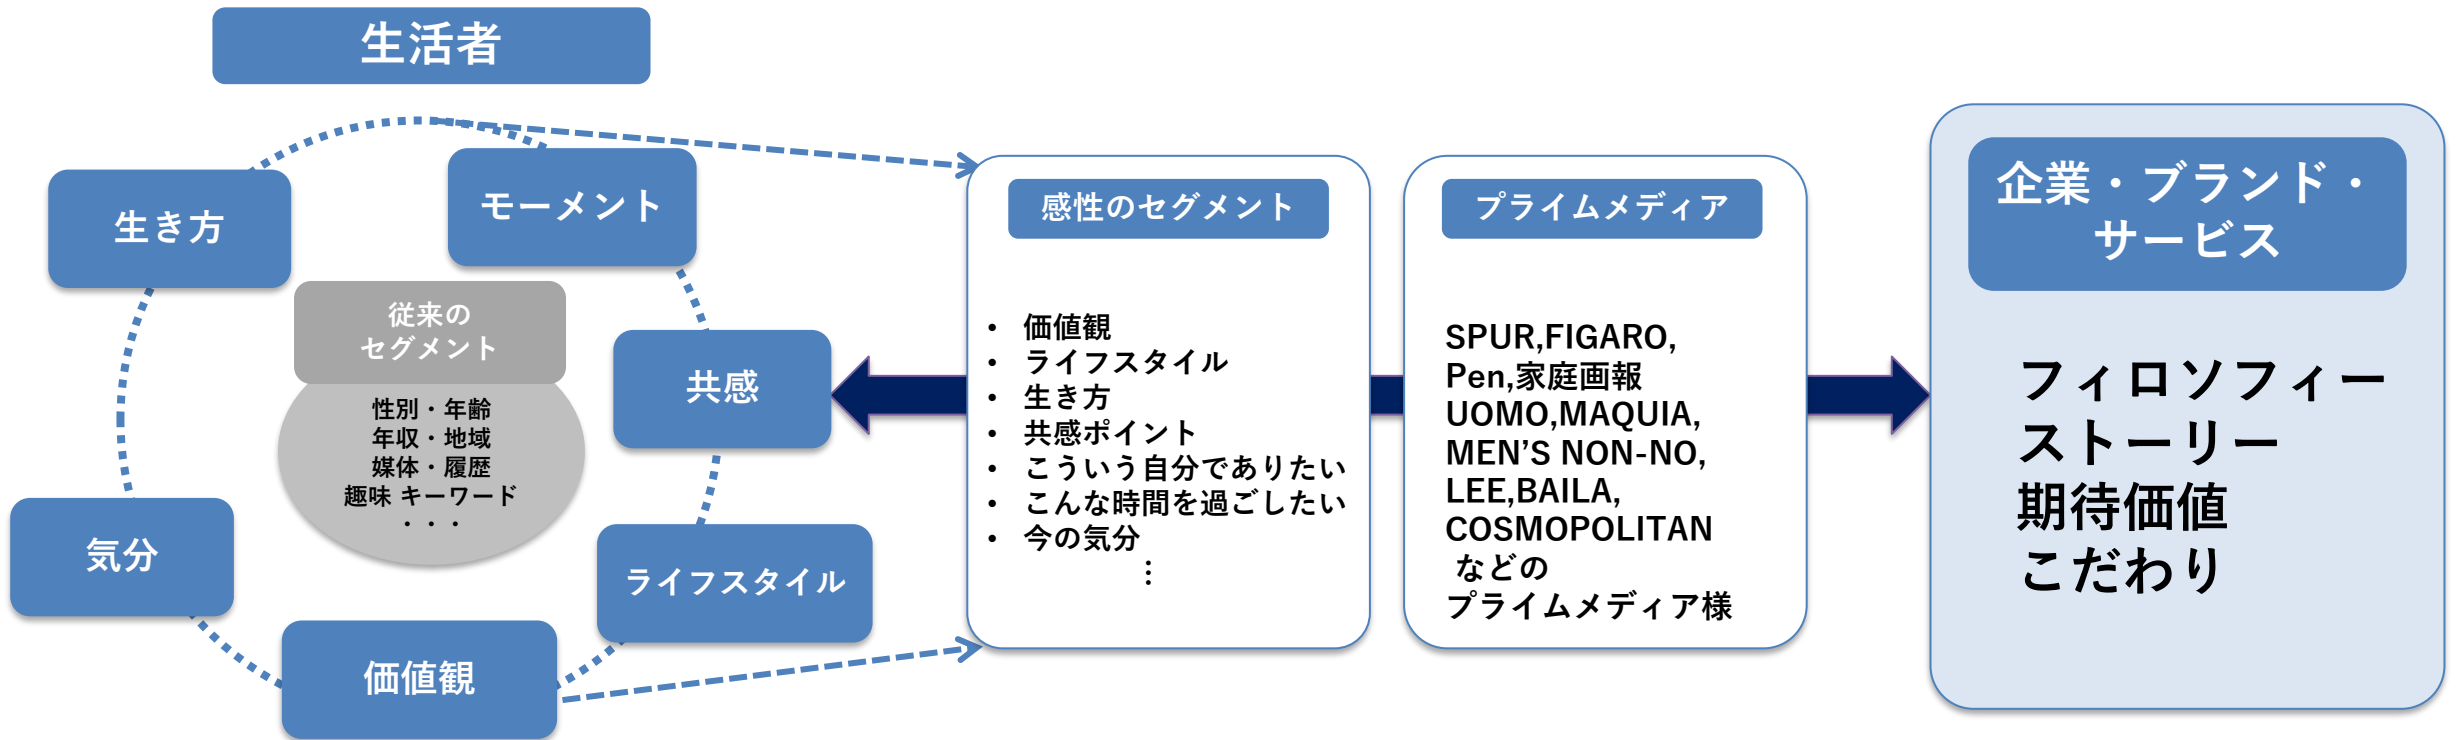 生活者
生き方
モーメント
従来の
セグメント
性別・年齢
年収・地域
媒体・履歴
趣味 キーワード
・・・
共感
気分
ライフスタイル
価値観
感性のセグメント
• 価値観
• ライフスタイル
• 生き方
• 共感ポイント
• こういう自分でありたい
• こんな時間を過ごしたい
• 今の気分
⋮
プライムメディア
SPUR,FIGARO,
Pen,家庭画報
UOMO,MAQUIA,
MEN’S NON-NO,
LEE,BAILA,
COSMOPOLITAN
などの
プライムメディア様
企業・ブランド・
サービス
フィロソフィー
ストーリー
期待価値
こだわり